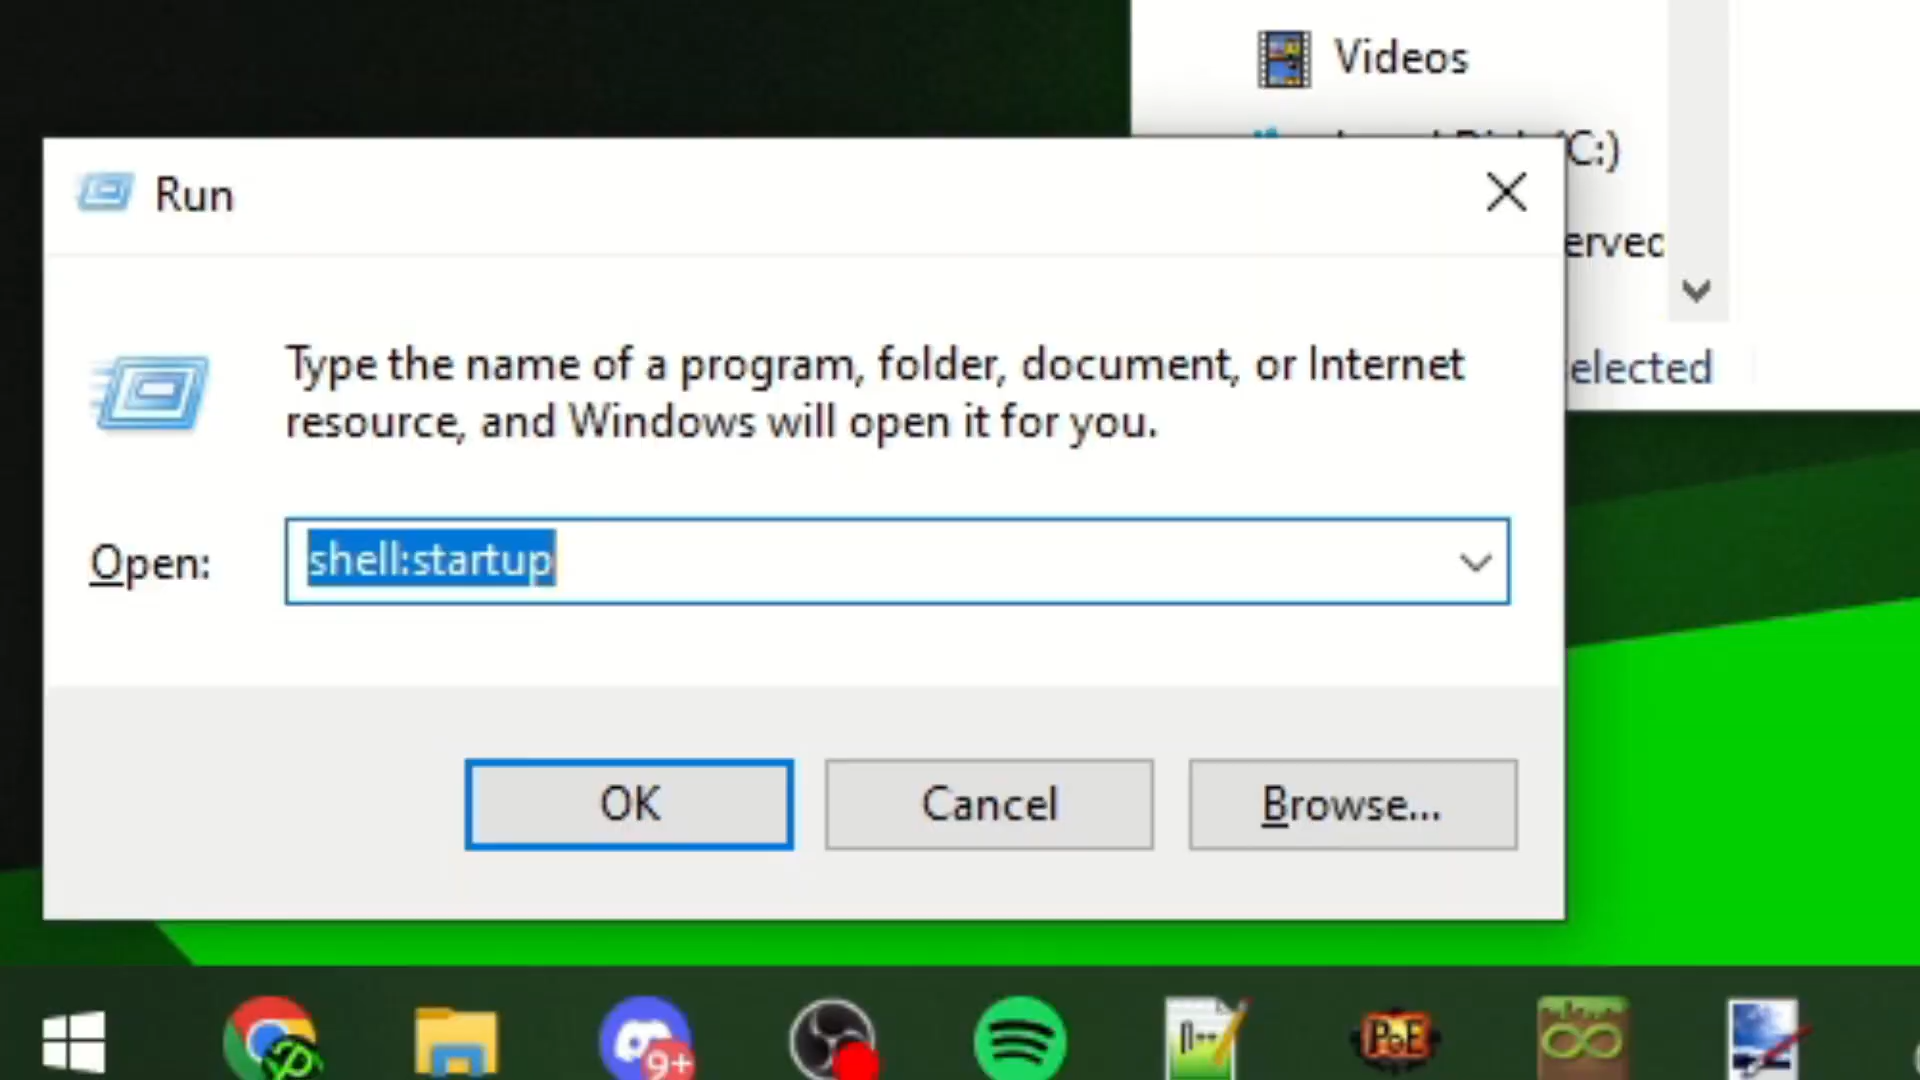 Videos
(C:)
Run
erved
elected
Type the name of a program, folder, document, or Internet
resource, and Windows will open it for you.
Open:
shell:startup
OK
Cancel
Browse...
9+
PoE